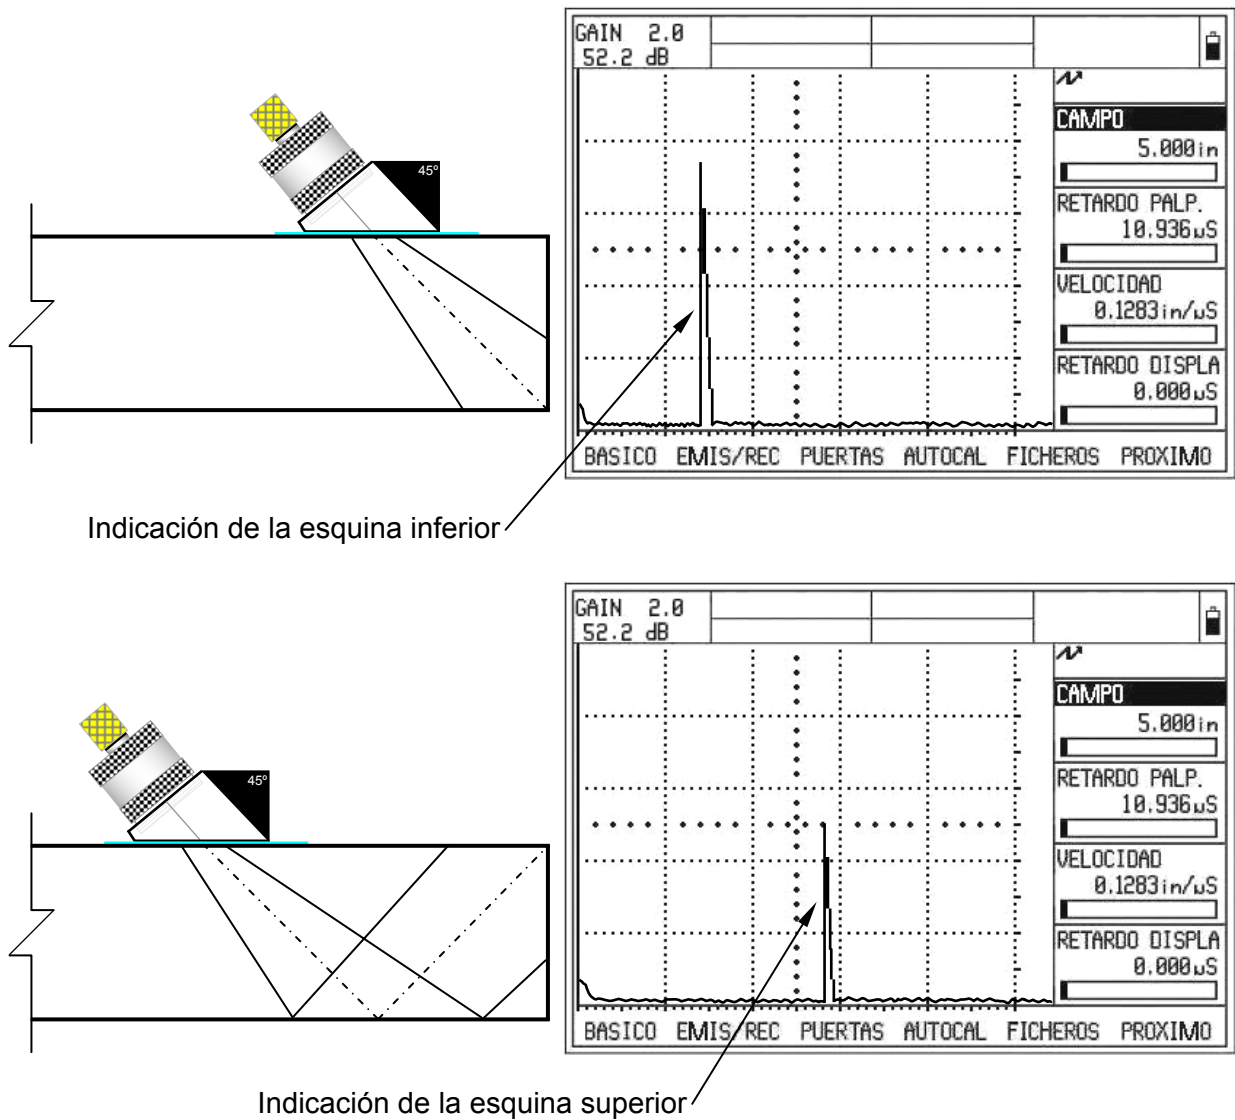 GAIN 2.0
52.2 dB
CAMPO
5.000in
RETARDO PALP.
10.936uS
VELOCIDAD
0.1283in/uS
RETARDO DISPLA
0.000uS
BASICO EMIS/REC PUERTAS AUTOCAL FICHEROS PROXIMO
45º
Indicación de la esquina inferior
GAIN 2.0
52.2 dB
CAMPO
5.000in
RETARDO PALP.
10.936uS
VELOCIDAD
0.1283in/uS
RETARDO DISPLA
0.000uS
BASICO EMIS/REC PUERTAS AUTOCAL FICHEROS PROXIMO
45º
Indicación de la esquina superior